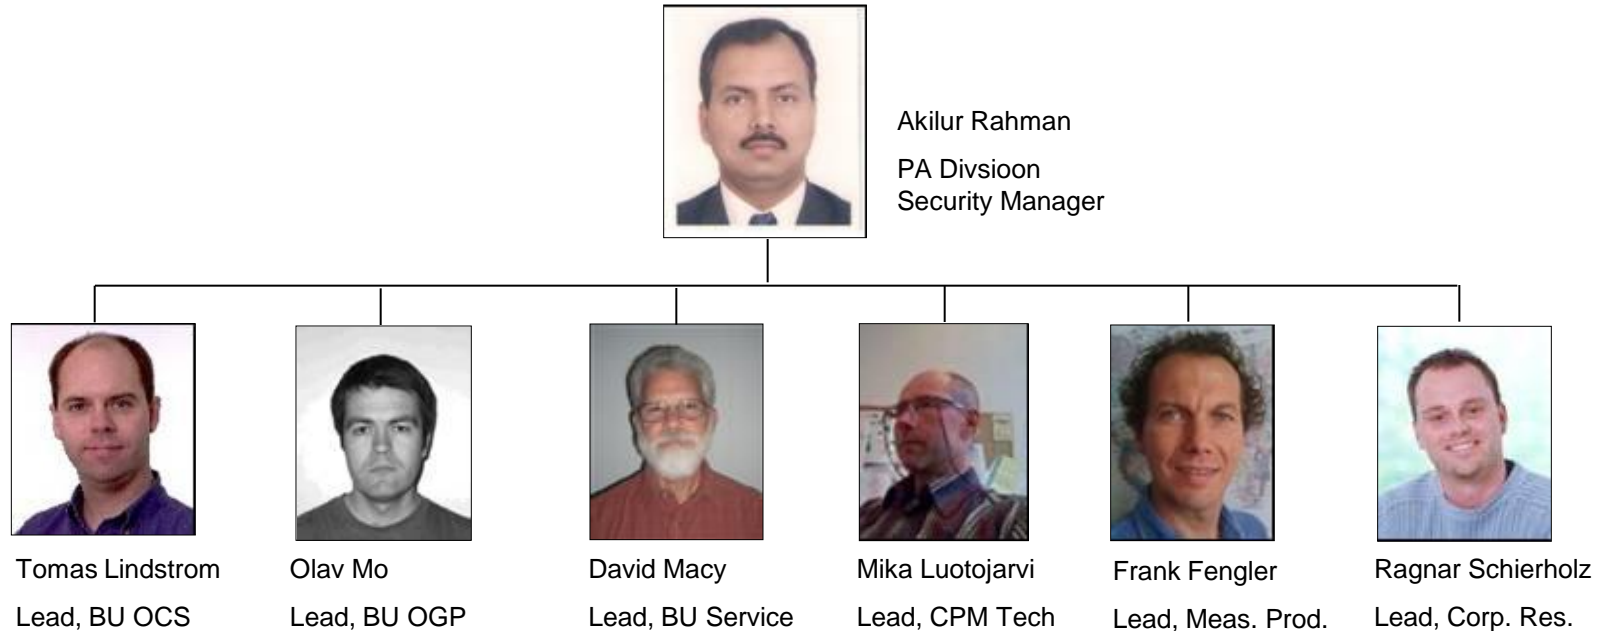 Akilur Rahman
PA Divsioon
Security Manager
Tomas Lindstrom
Lead, BU OCS
Olav Mo
Lead, BU OGP
David Macy
Lead, BU Service
Mika Luotojarvi
Lead, CPM Tech
Frank Fengler
Lead, Meas. Prod.
Ragnar Schierholz
Lead, Corp. Res.